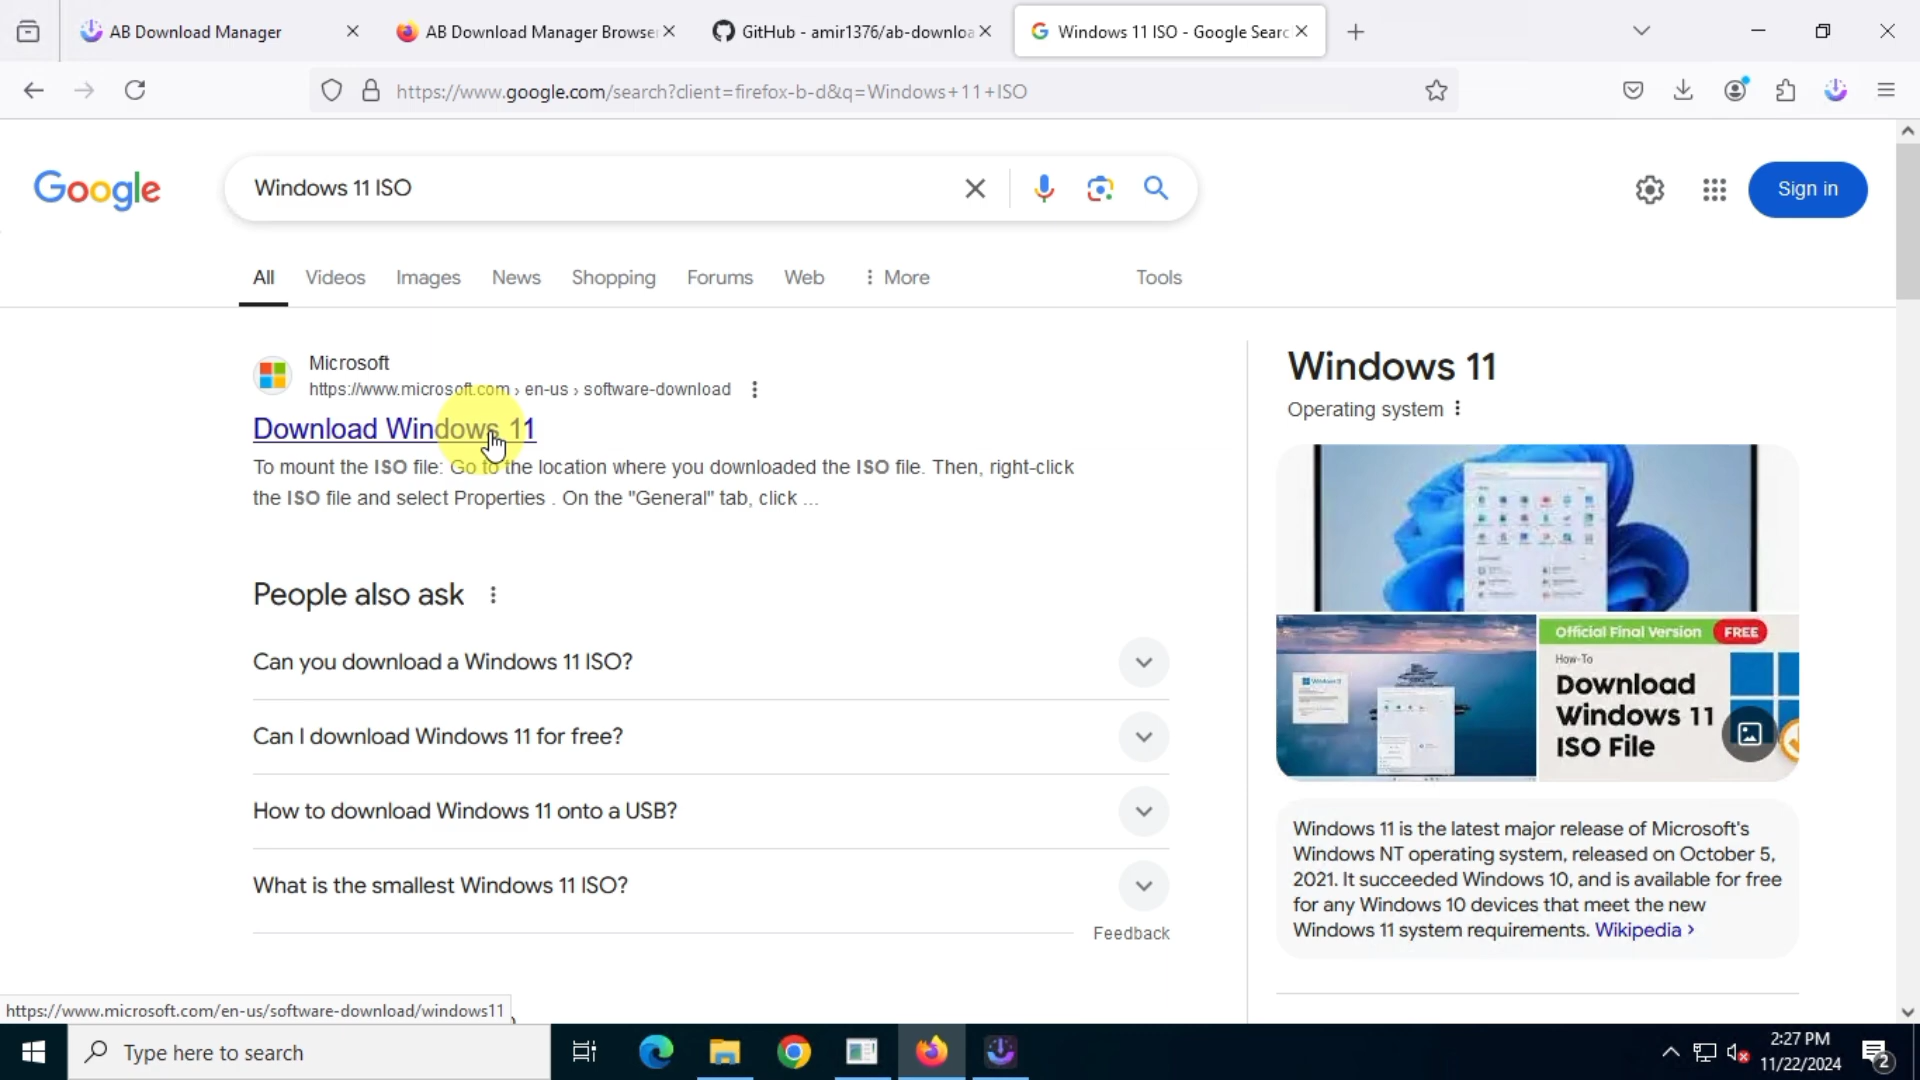 AB Download Manager
AB Download Manager Browse
GitHub - amir1376/ab-downloa
Windows 11 ISO - Google Searc
https://www.google.com/search?client=firefox-b-d&q=Windows+11+ISO
Google
Windows 11 ISO
Sign in
All
Videos
Images
News
Shopping
Forums
Web
More
Tools
Microsoft
https://www.microsoft.com › en-us › software-download
Download Windows 11
To mount the ISO file: Go to the location where you downloaded the ISO file. Then, right-click
the ISO file and select Properties . On the "General" tab, click ...
People also ask
Can you download a Windows 11 ISO?
Can I download Windows 11 for free?
How to download Windows 11 onto a USB?
What is the smallest Windows 11 ISO?
Feedback
Windows 11
Operating system
Official Final Version
FREE
How-To
Download
Windows 11
ISO File
Windows 11 is the latest major release of Microsoft's
Windows NT operating system, released on October 5,
2021. It succeeded Windows 10, and is available for free
for any Windows 10 devices that meet the new
Windows 11 system requirements. Wikipedia ›
https://www.microsoft.com/en-us/software-download/windows11
Type here to search
2:27 PM
11/22/2024
2